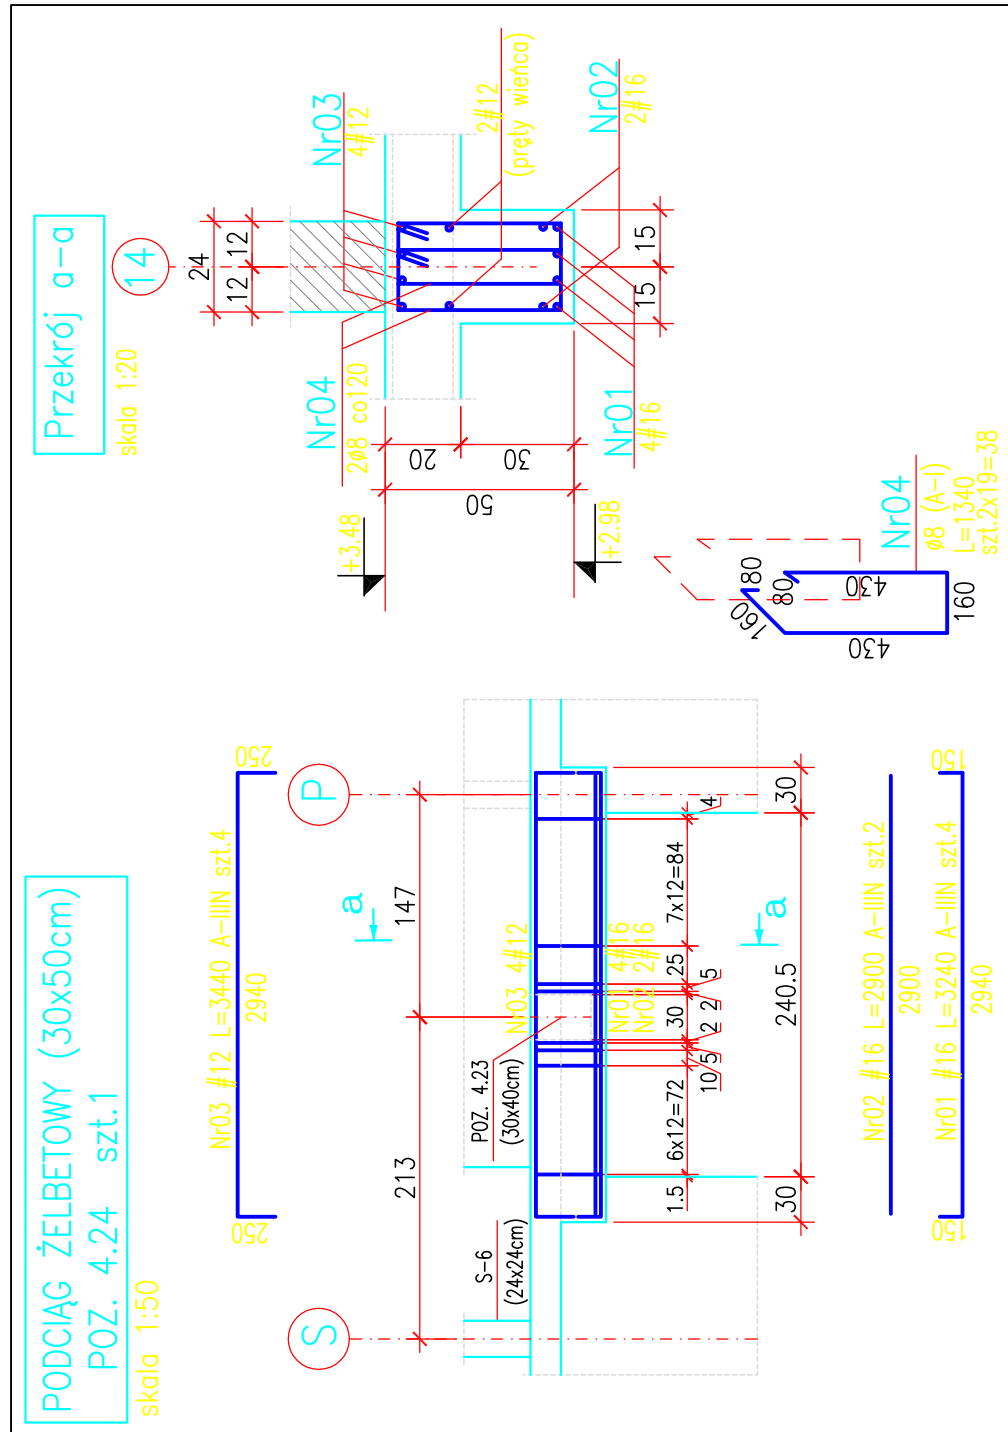 PODCIĄG ŻELBETOWY (30x50cm)
POZ. 4.24 szt.1
skala 1:50
250
Nr03 #12 L=3440 A-IIIN szt.4
250
2940
S
P
213
147
a
a
S-6
(24x24cm)
POZ. 4.23
(30x40cm)
Nr03 4#12
Nr01 4#16
Nr02 2#16
1.5
6x12=72
10
5
2
30
2
5
25
7x12=84
4
30
240.5
30
Nr02 #16 L=2900 A-IIIN szt.2
2900
150
Nr01 #16 L=3240 A-IIIN szt.4
150
2940
Przekrój a-a
skala 1:20
14
24
12
12
Nr03
4#12
2#12
(pręty wieńca)
Nr02
2#16
15
15
Nr04
2ø8 co120
Nr01
4#16
20
30
50
+3.48
+2.98
Nr04
ø8 (A-I)
L=1340
szt.2x19=38
160
80
80
430
430
160